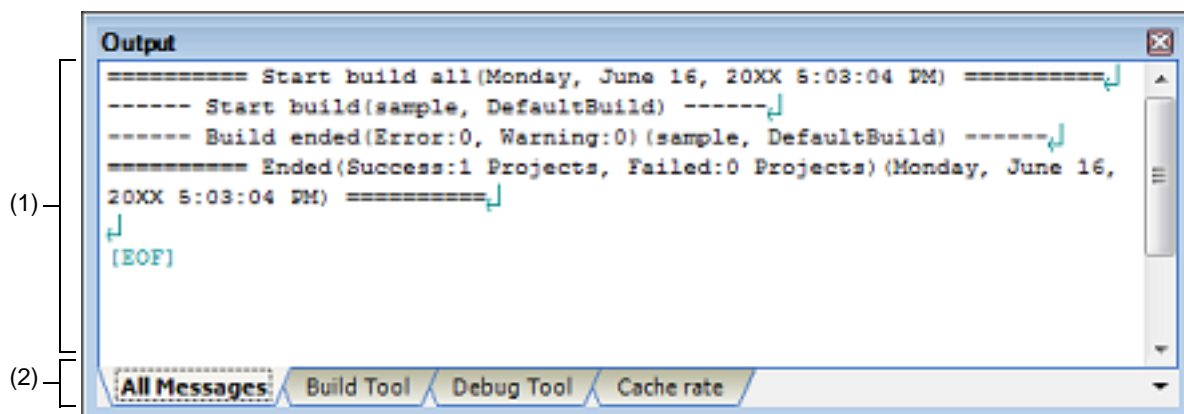 Output
========== Start build all(Monday, June 16, 20XX 5:03:04 PM) ==========↲
------ Start build(sample, DefaultBuild) ------↲
------ Build ended(Error:0, Warning:0)(sample, DefaultBuild) ------↲
========== Ended(Success:1 Projects, Failed:0 Projects)(Monday, June 16,
20XX 5:03:04 PM) ==========↲
↲
[EOF]
(1)
(2)
All Messages Build Tool Debug Tool Cache rate